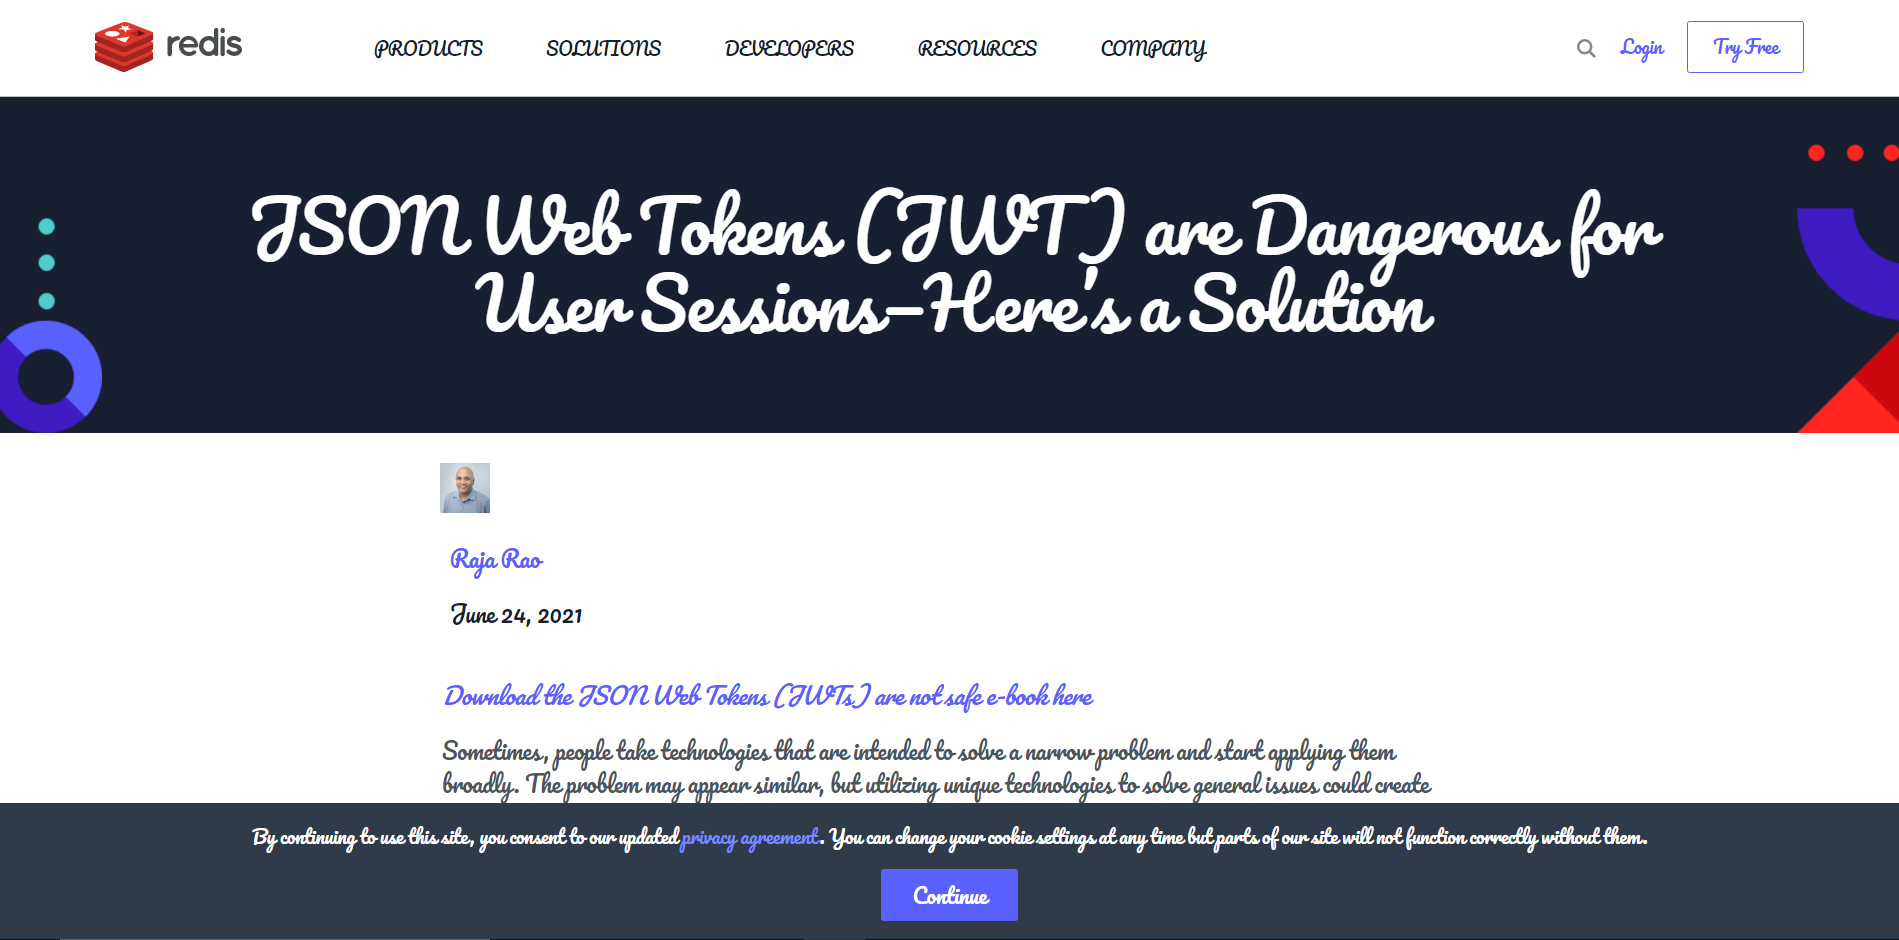 redis
PRODUCTS SOLUTIONS DEVELOPERS RESOURCES COMPANY Login Try Free
JSON Web Tokens (JWT) are Dangerous for
User Sessions—Here's a Solution
Raja Rao
June 24, 2021
Download the JSON Web Tokens (JWTs) are not safe e-book here
Sometimes, people take technologies that are intended to solve a narrow problem and start applying them
broadly. The problem may appear similar, but utilizing unique technologies to solve general issues could create
By continuing to use this site, you consent to our updated privacy agreement. You can change your cookie settings at any time but parts of our site will not function correctly without them.
Continue